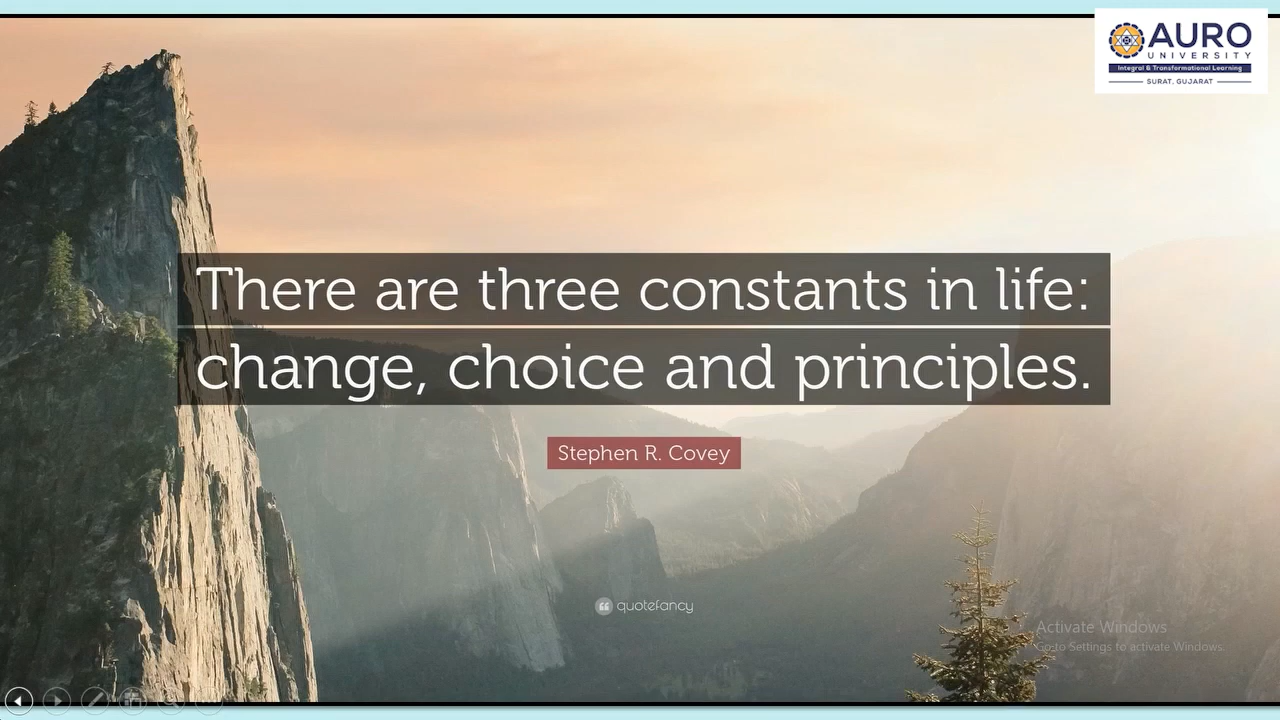 AURO
UNIVERSITY
Integral & Transformational Learning
SURAT, GUJARAT
There are three constants in life:
change, choice and principles.
Stephen R. Covey
quotefancy
Activate Windows
Go to Settings to activate Windows.